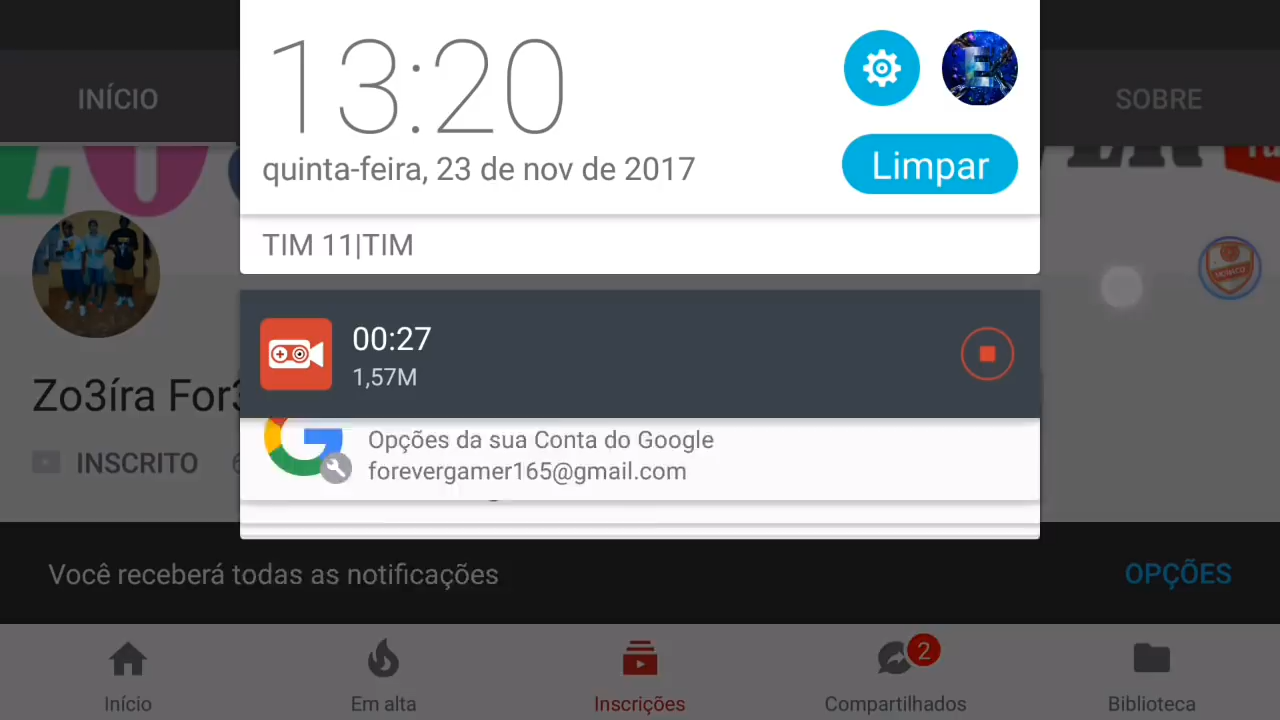 13:20
quinta-feira, 23 de nov de 2017
Limpar
TIM 11|TIM
INÍCIO
SOBRE
00:27
1,57M
Zo3íra For3
INSCRITO
Opções da sua Conta do Google
forevergamer165@gmail.com
Você receberá todas as notificações
OPÇÕES
2
Início
Em alta
Inscrições
Compartilhados
Biblioteca